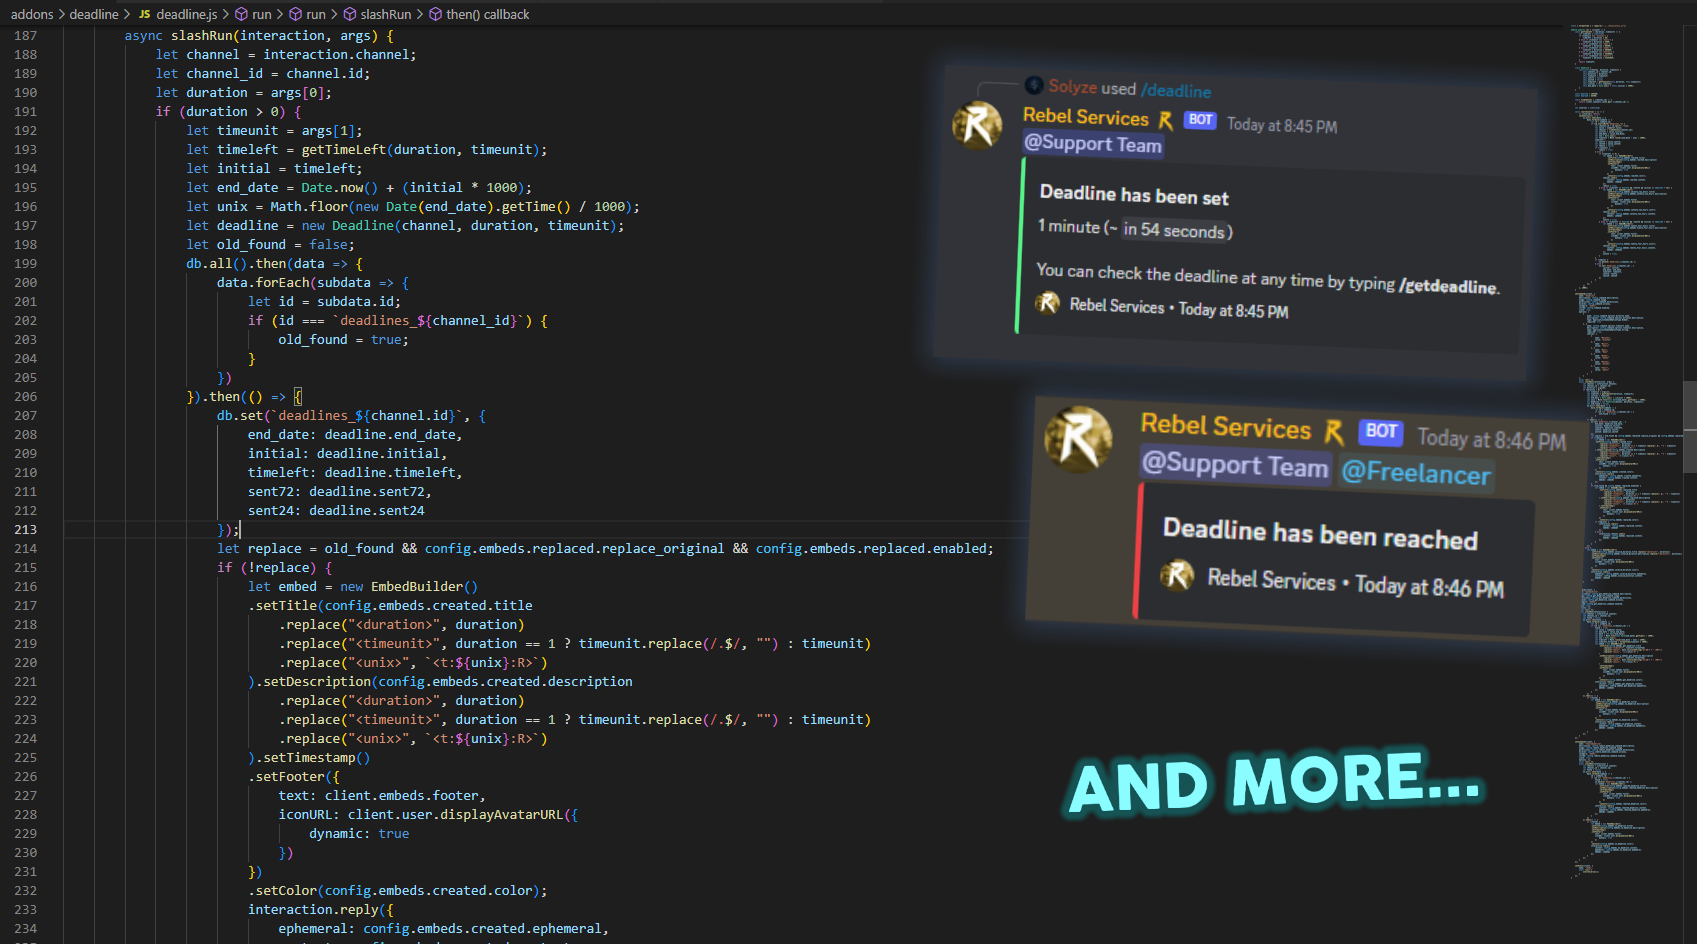 addons > deadline > JS deadline.js > run > run > slashRun > then() callback
187 async slashRun(interaction, args) {
188 let channel = interaction.channel;
189 let channel_id = channel.id;
190 let duration = args[0];
191 if (duration > 0) {
192 let timeunit = args[1];
193 let timeleft = getTimeLeft(duration, timeunit);
194 let initial = timeleft;
195 let end_date = Date.now() + (initial * 1000);
196 let unix = Math.floor(new Date(end_date).getTime() / 1000);
197 let deadline = new Deadline(channel, duration, timeunit);
198 let old_found = false;
199 db.all().then(data => {
200 data.forEach(subdata => {
201 let id = subdata.id;
202 if (id === `deadlines_${channel_id}`) {
203 old_found = true;
204 }
205 })
206 }).then(() => {
207 db.set(`deadlines_${channel.id}`, {
208 end_date: deadline.end_date,
209 initial: deadline.initial,
210 timeleft: deadline.timeleft,
211 sent72: deadline.sent72,
212 sent24: deadline.sent24
213 });
214 let replace = old_found && config.embeds.replaced.replace_original && config.embeds.replaced.enabled;
215 if (!replace) {
216 let embed = new EmbedBuilder()
217 .setTitle(config.embeds.created.title
218 .replace("<duration>", duration)
219 .replace("<timeunit>", duration == 1 ? timeunit.replace(/.$/, "") : timeunit)
220 .replace("<unix>", `<t:${unix}:R>`)
221 ).setDescription(config.embeds.created.description
222 .replace("<duration>", duration)
223 .replace("<timeunit>", duration == 1 ? timeunit.replace(/.$/, "") : timeunit)
224 .replace("<unix>", `<t:${unix}:R>`)
225 ).setTimestamp()
226 .setFooter({
227 text: client.embeds.footer,
228 iconURL: client.user.displayAvatarURL({
229 dynamic: true
230 })
231 })
232 .setColor(config.embeds.created.color);
233 interaction.reply({
234 ephemeral: config.embeds.created.ephemeral,
Solyze used /deadline
Rebel Services R BOT Today at 8:45 PM
@Support Team
Deadline has been set
1 minute (~ in 54 seconds)
You can check the deadline at any time by typing /getdeadline.
Rebel Services • Today at 8:45 PM
Rebel Services R BOT Today at 8:46 PM
@Support Team @Freelancer
Deadline has been reached
Rebel Services • Today at 8:46 PM
AND MORE...